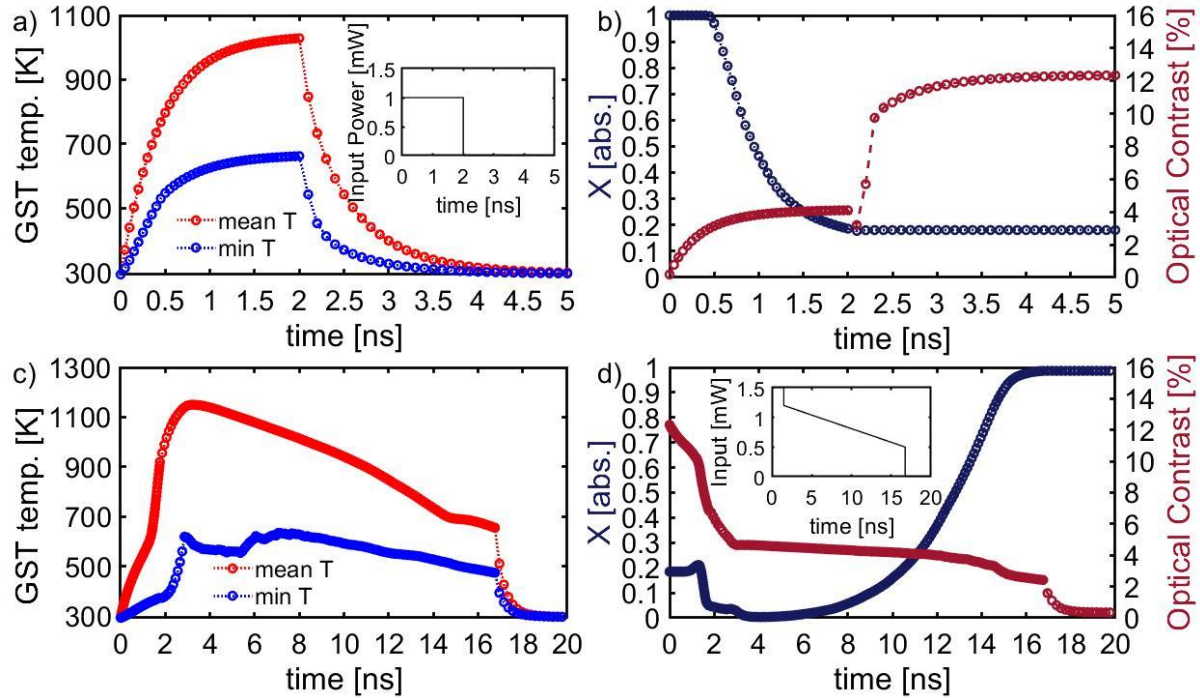 a)
1100
900
700
500
300
GST temp. [K]
0 0.5 1 1.5 2 2.5 3 3.5 4 4.5 5
time [ns]
mean T
min T
1.5
1
0.5
0
Input Power [mW]
0 1 2 3 4 5
time [ns]
b)
1
0.9
0.8
0.7
0.6
0.5
0.4
0.3
0.2
0.1
0
X [abs.]
16
14
12
10
8
6
4
2
0
Optical Contrast [%]
0 0.5 1 1.5 2 2.5 3 3.5 4 4.5 5
time [ns]
c)
1300
1100
900
700
500
300
GST temp. [K]
mean T
min T
0 2 4 6 8 10 12 14 16 18 20
time [ns]
d)
1
0.9
0.8
0.7
0.6
0.5
0.4
0.3
0.2
0.1
0
X [abs.]
1.5
1
0.5
0
Input [mW]
0 5 10 15 20
time [ns]
16
14
12
10
8
6
4
2
0
Optical Contrast [%]
0 2 4 6 8 10 12 14 16 18 20
time [ns]